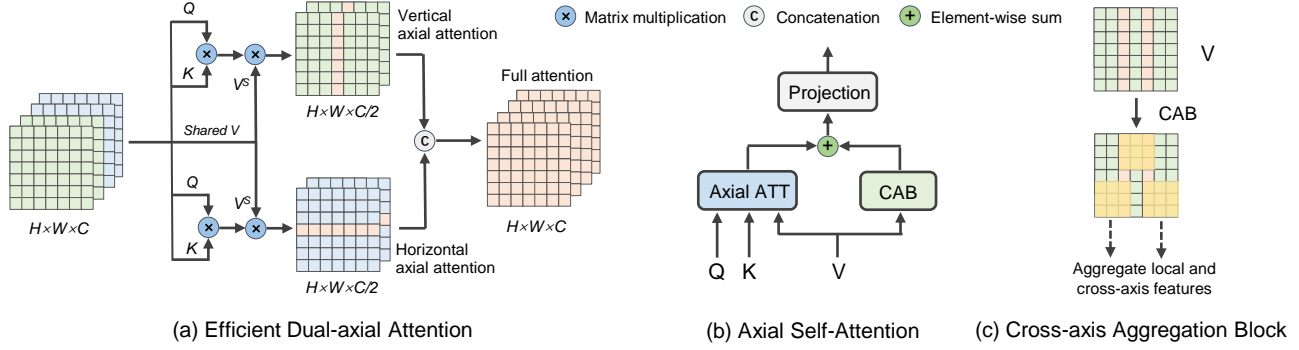 Q
K
V^S
Shared V
Q
K
V^S
H×W×C
Vertical
axial attention
H×W×C/2
Full attention
C
H×W×C
Horizontal
axial attention
H×W×C/2
(a) Efficient Dual-axial Attention
× Matrix multiplication
C Concatenation
+ Element-wise sum
Projection
+
Axial ATT
CAB
Q K V
(b) Axial Self-Attention
V
CAB
Aggregate local and
cross-axis features
(c) Cross-axis Aggregation Block